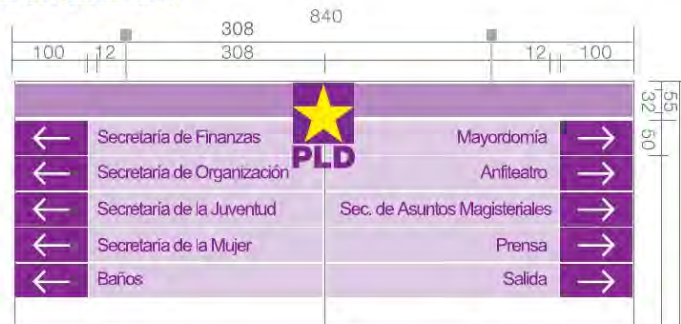 840
308
100 12 308 12 100
55
32
50
Secretaría de Finanzas
Mayordomía
PLD
Secretaría de Organización
Anfiteatro
Secretaría de la Juventud
Sec. de Asuntos Magisteriales
Secretaría de la Mujer
Prensa
Baños
Salida